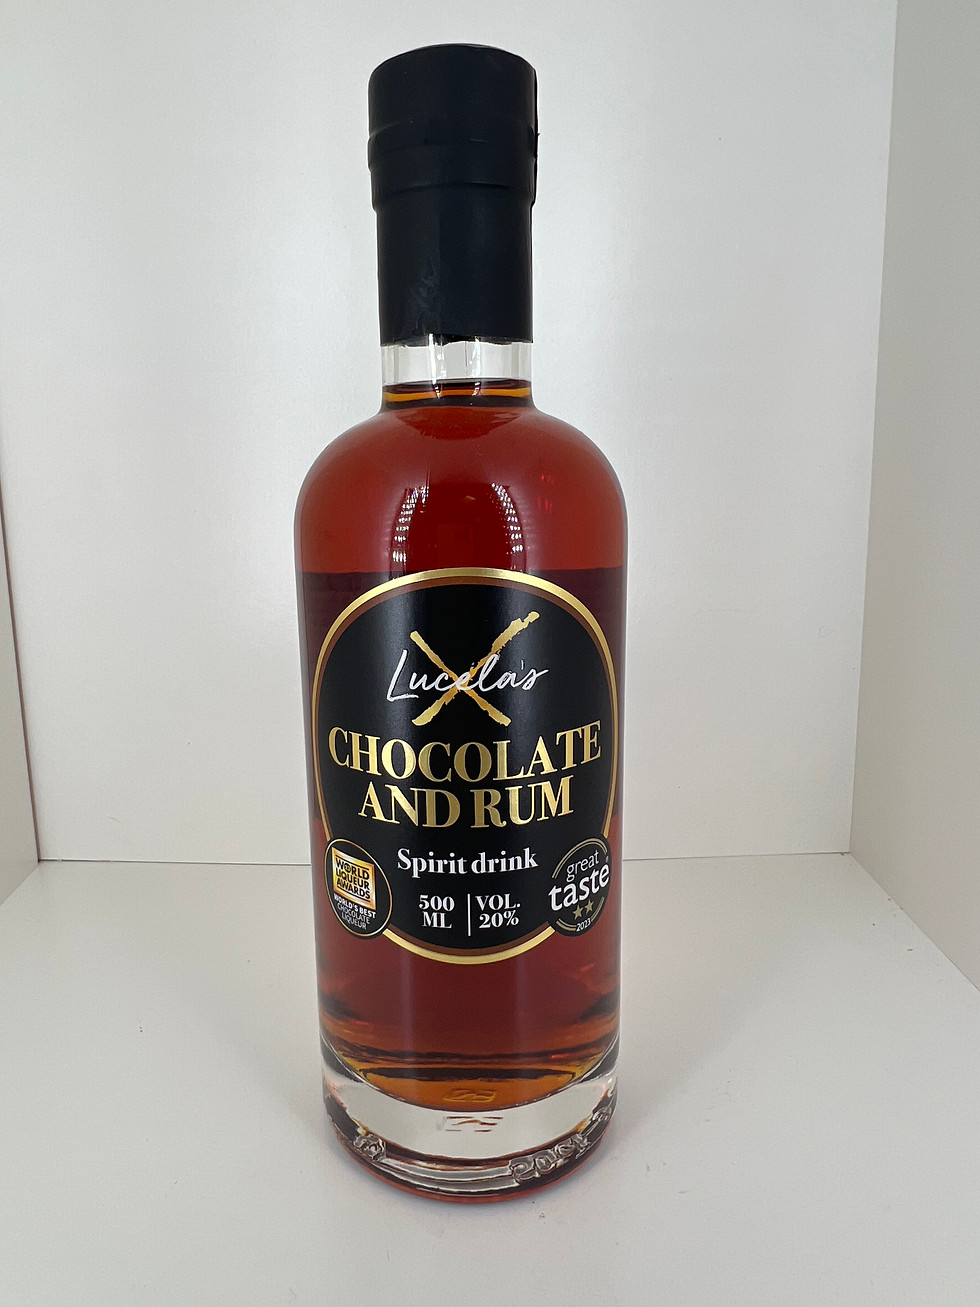 Lucela's
CHOCOLATE
AND RUM
Spirit drink
500
ML
VOL.
20%
WORLD
LIQUEUR
AWARDS
WORLD'S BEST
CHOCOLATE
LIQUEUR
great
taste
2023